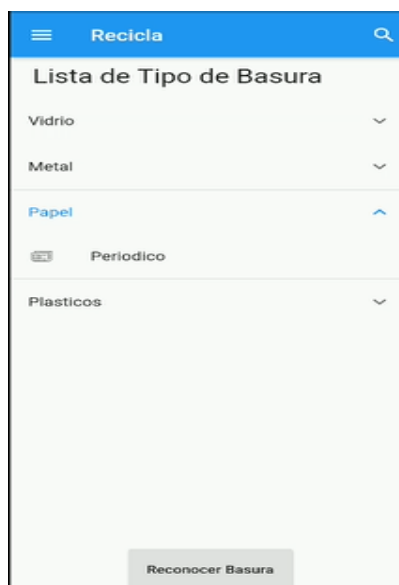 Recicla
Lista de Tipo de Basura
Vidrio
Metal
Papel
Periodico
Plasticos
Reconocer Basura